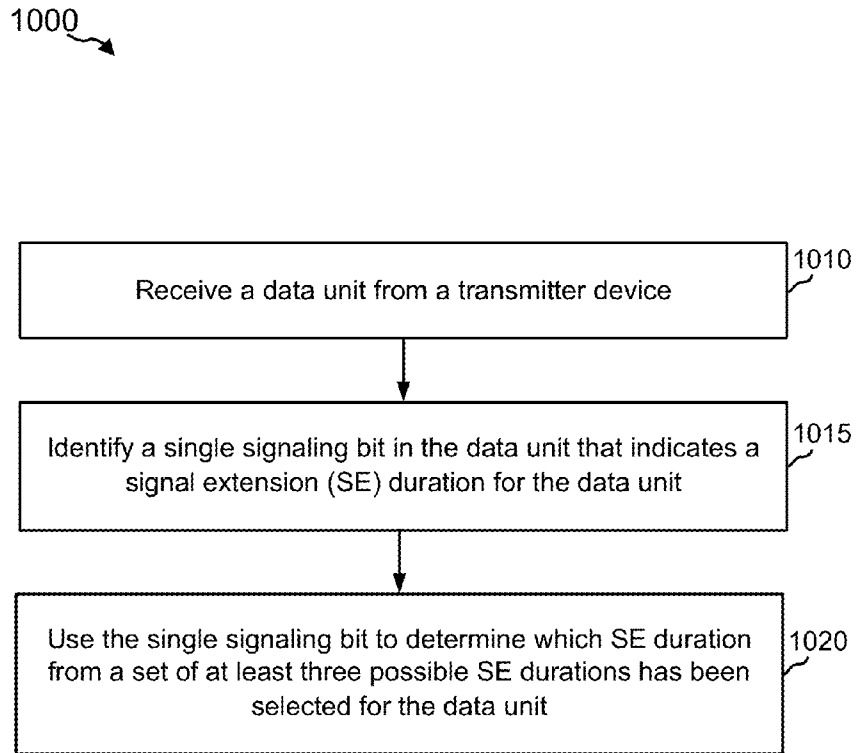 1000
Receive a data unit from a transmitter device
1010
Identify a single signaling bit in the data unit that indicates a
signal extension (SE) duration for the data unit
1015
Use the single signaling bit to determine which SE duration
from a set of at least three possible SE durations has been
selected for the data unit
1020